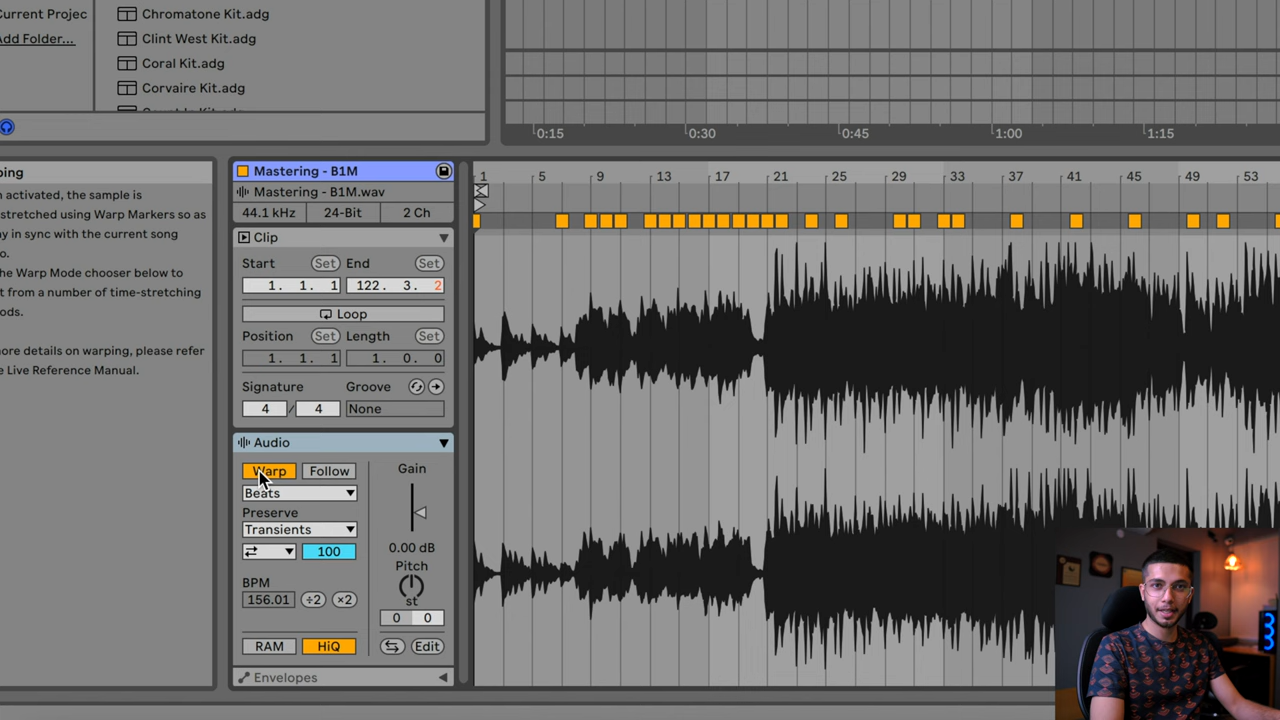 Current Projec
Add Folder...
Chromatone Kit.adg
Clint West Kit.adg
Coral Kit.adg
Corvaire Kit.adg
0:15 0:30 0:45 1:00 1:15
ping
n activated, the sample is
stretched using Warp Markers so as
ay in sync with the current song
o.
he Warp Mode chooser below to
t from a number of time-stretching
ods.
ore details on warping, please refer
e Live Reference Manual.
Mastering - B1M
Mastering - B1M.wav
44.1 kHz 24-Bit 2 Ch
Clip
Start Set End Set
1. 1. 1 122. 3. 2
Loop
Position Set Length Set
1. 1. 1 1. 0. 0
Signature Groove
4 / 4 None
Audio
Warp Follow Gain
Beats
Preserve
Transients
100 0.00 dB
Pitch
BPM st
156.01 ÷2 ×2 0 0
RAM HiQ Edit
Envelopes
1 5 9 13 17 21 25 29 33 37 41 45 49 53